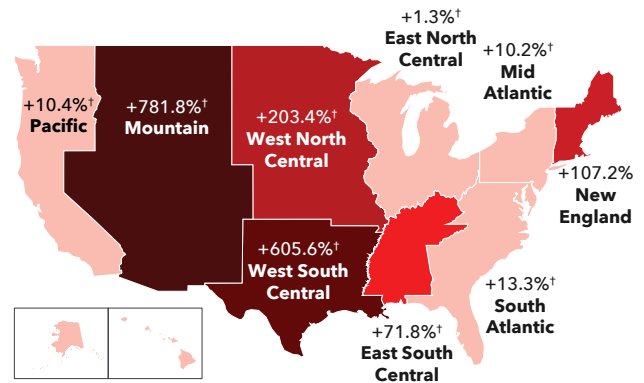 +1.3%†
East North
Central
+10.2%†
Mid
Atlantic
+10.4%†
Pacific
+781.8%†
Mountain
+203.4%†
West North
Central
+107.2%
New
England
+605.6%†
West South
Central
+13.3%†
South
Atlantic
+71.8%†
East South
Central